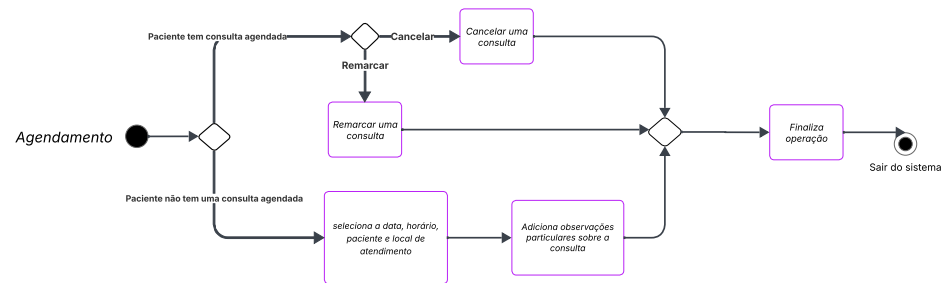 Paciente tem consulta agendada
Cancelar
Cancelar uma
consulta
Remarcar
Agendamento
Remarcar uma
consulta
Finaliza
operação
Sair do sistema
Paciente não tem uma consulta agendada
seleciona a data, horário,
paciente e local de
atendimento
Adiciona observações
particulares sobre a
consulta